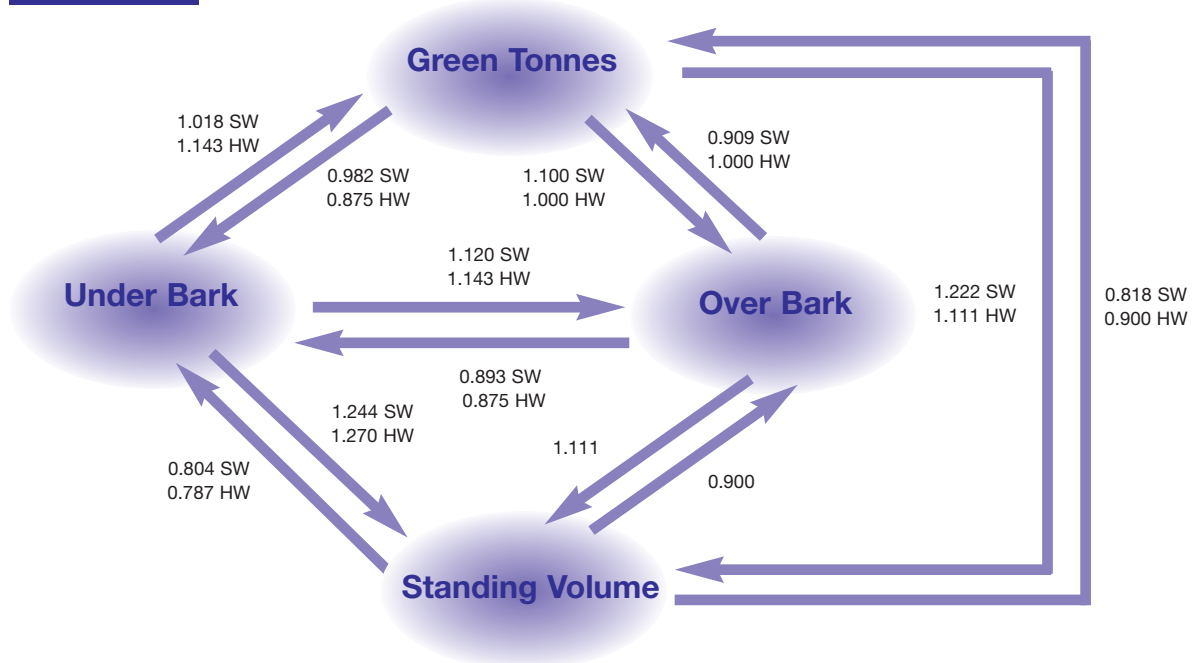 Green Tonnes
1.018 SW
1.143 HW
0.982 SW
0.875 HW
1.100 SW
1.000 HW
0.909 SW
1.000 HW
Under Bark
1.120 SW
1.143 HW
Over Bark
1.222 SW
1.111 HW
0.818 SW
0.900 HW
0.893 SW
0.875 HW
1.244 SW
1.270 HW
1.111
0.804 SW
0.787 HW
0.900
Standing Volume